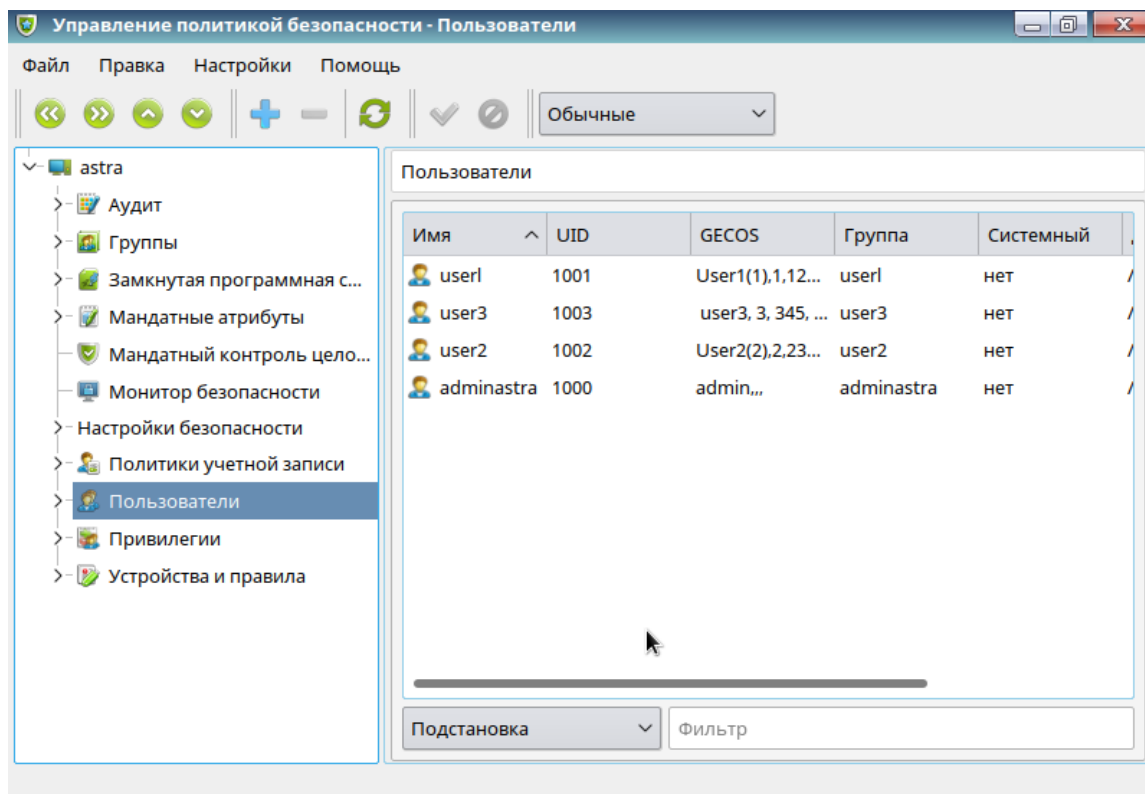 Управление политикой безопасности - Пользователи
Файл Правка Настройки Помощь
Обычные
astra
Аудит
Группы
Замкнутая программная с...
Мандатные атрибуты
Мандатный контроль цело...
Монитор безопасности
Настройки безопасности
Политики учетной записи
Пользователи
Привилегии
Устройства и правила
Пользователи
Имя UID GECOS Группа Системный
userl 1001 User1(1),1,12... userl нет /
user3 1003 user3, 3, 345, ... user3 нет /
user2 1002 User2(2),2,23... user2 нет /
adminastra 1000 admin,,, adminastra нет /
Подстановка Фильтр